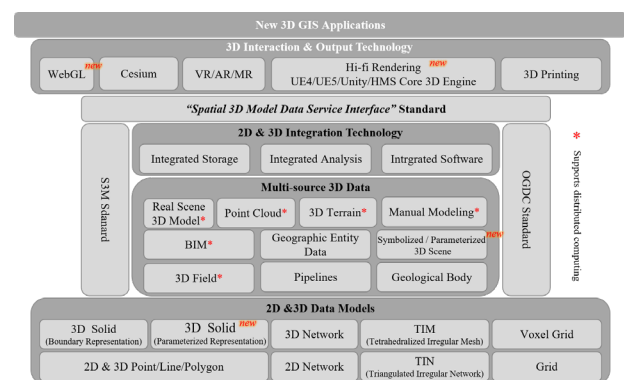 New 3D GIS Applications
3D Interaction & Output Technology
WebGL new
Cesium
VR/AR/MR
Hi-fi Rendering new
UE4/UE5/Unity/HMS Core 3D Engine
3D Printing
“Spatial 3D Model Data Service Interface” Standard
S3M Sdanard
2D & 3D Integration Technology
Integrated Storage
Integrated Analysis
Intrgrated Software
Multi-source 3D Data
Real Scene
3D Model*
Point Cloud*
3D Terrain*
Manual Modeling*
BIM*
Geographic Entity
Data
Symbolized / Parameterized new
3D Scene
3D Field*
Pipelines
Geological Body
OGDC Standard
* Supports distributed computing
2D &3D Data Models
3D Solid
(Boundary Representation)
3D Solid new
(Parameterized Representation)
3D Network
TIM
(Tetrahedralized Irregular Mesh)
Voxel Grid
2D & 3D Point/Line/Polygon
2D Network
TIN
(Triangulated Irregular Network)
Grid